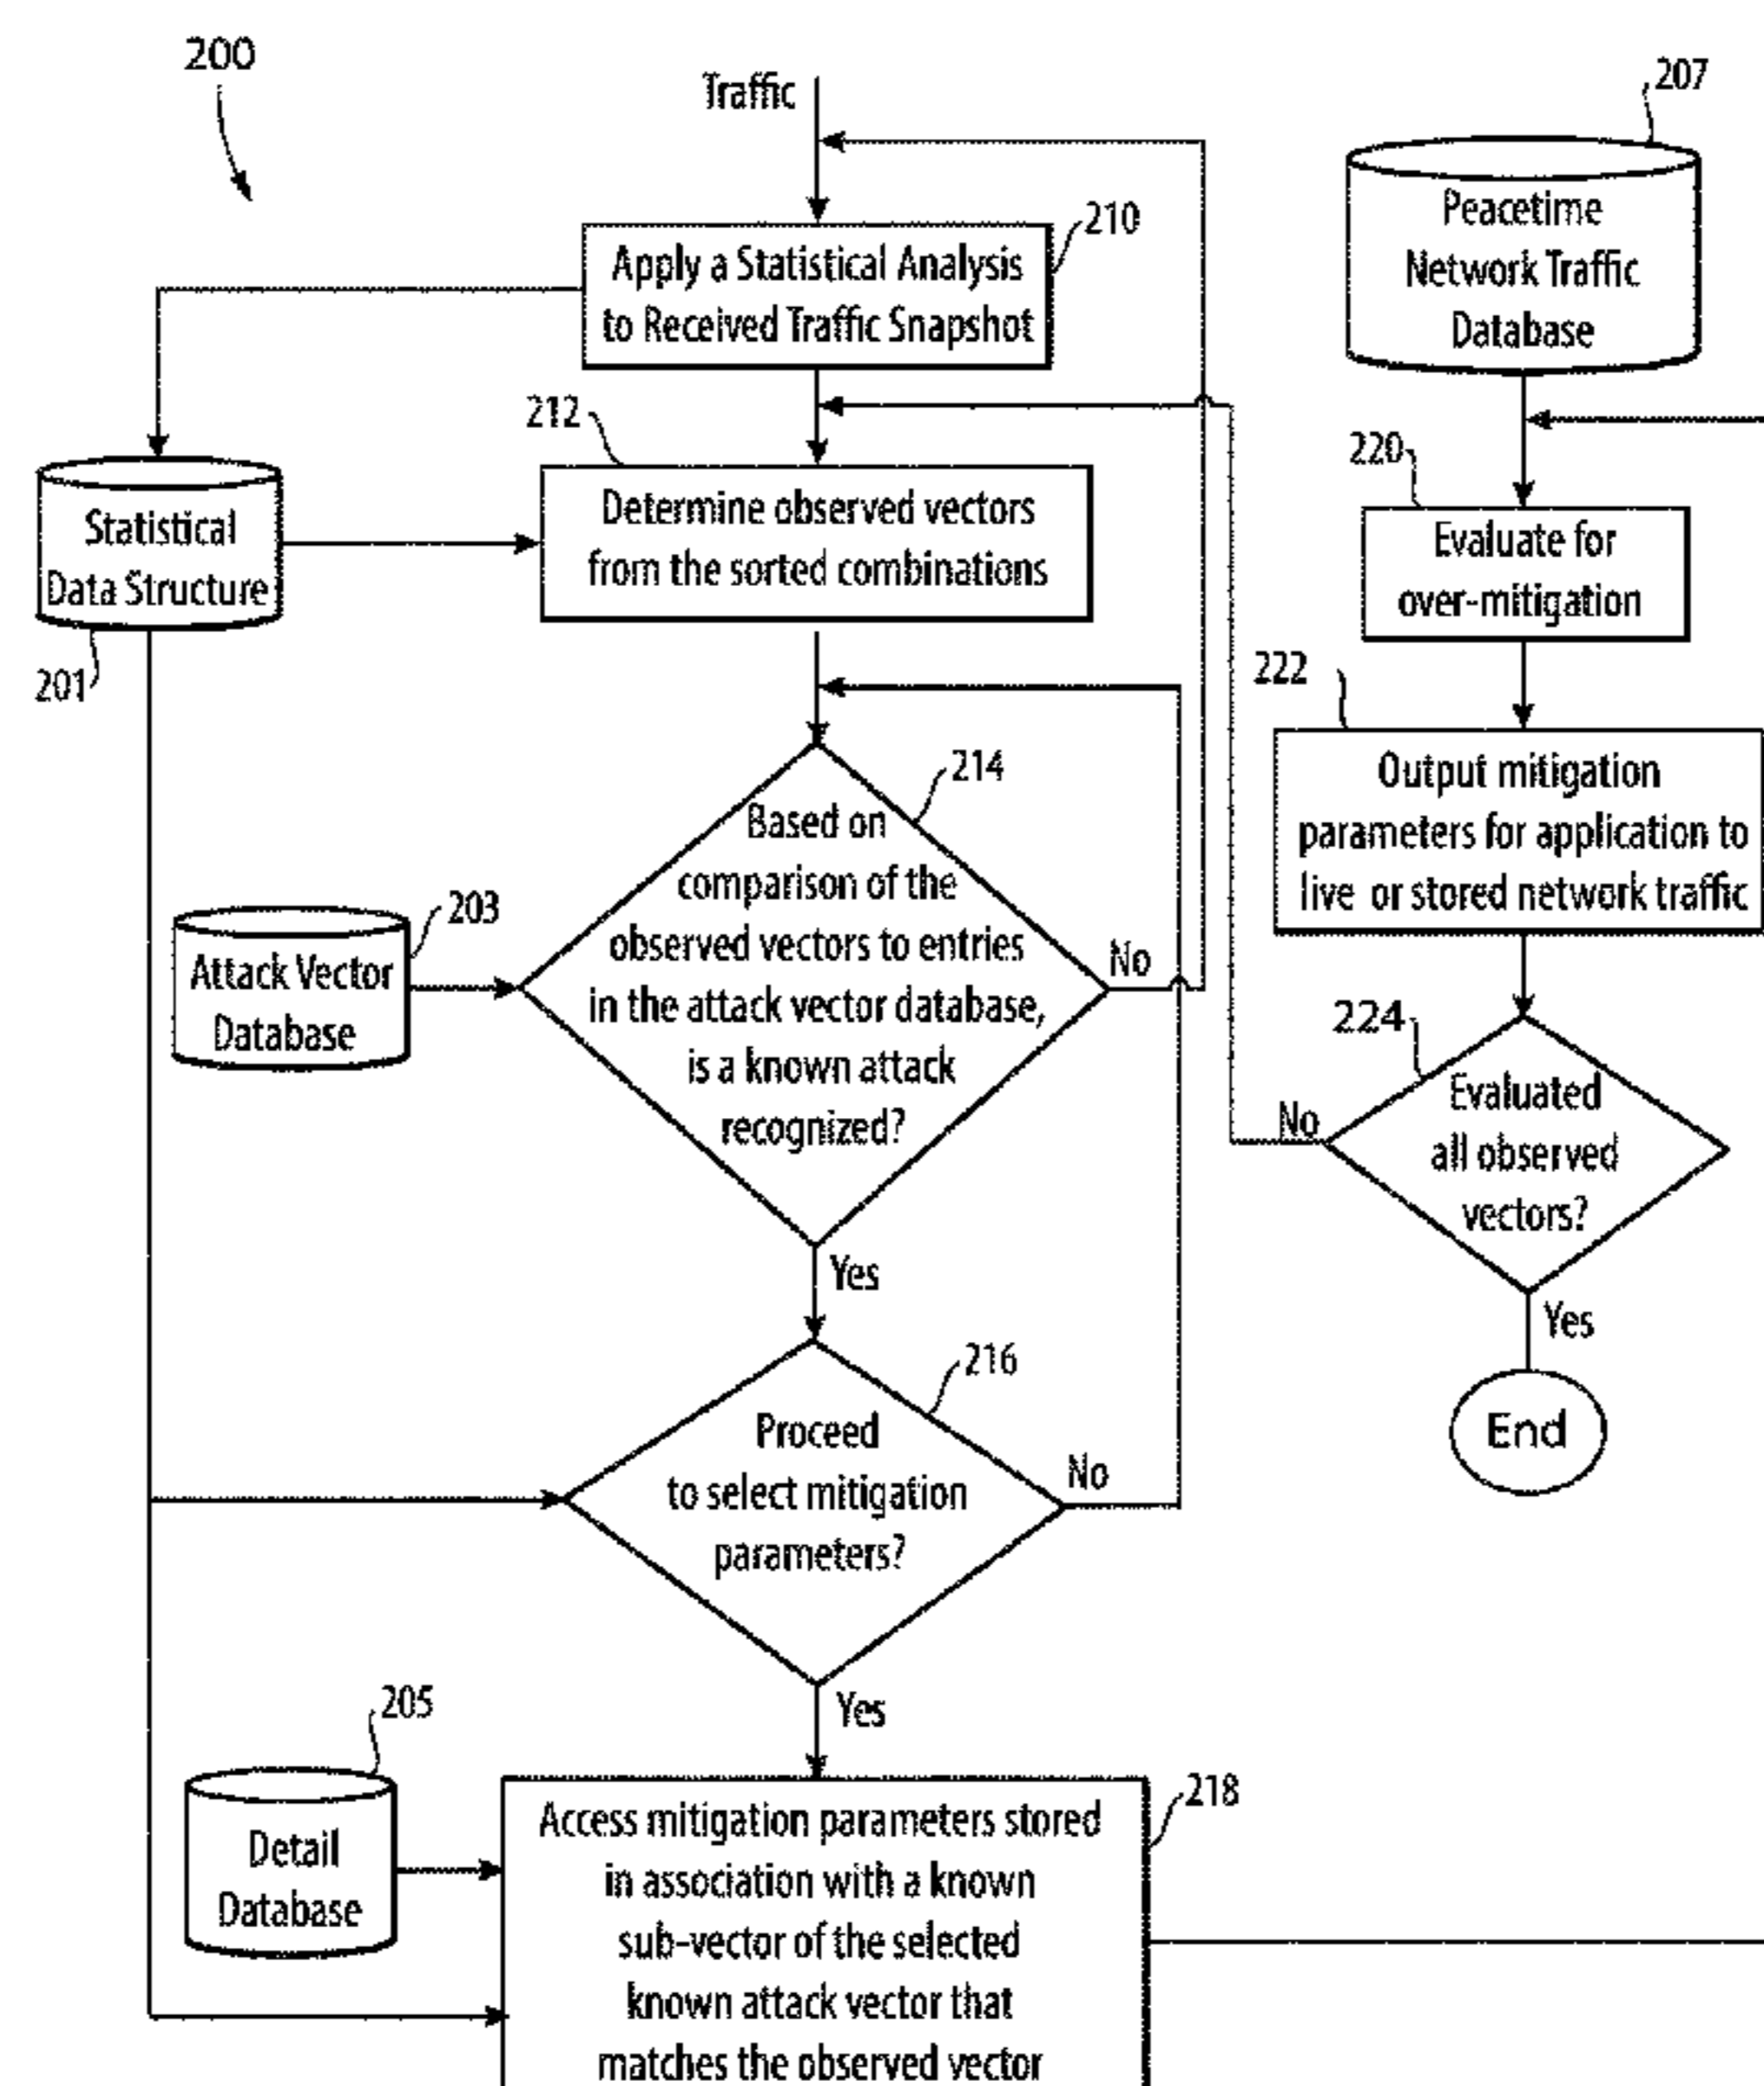 200
Traffic
210
Apply a Statistical Analysis
to Received Traffic Snapshot
212
Determine observed vectors
from the sorted combinations
Statistical
Data Structure
201
214
Based on
comparison of the
observed vectors to entries
in the attack vector database,
is a known attack
recognized?
No
Yes
203
Attack Vector
Database
216
Proceed
to select mitigation
parameters?
No
Yes
205
Detail
Database
218
Access mitigation parameters stored
in association with a known
sub-vector of the selected
known attack vector that
matches the observed vector
207
Peacetime
Network Traffic
Database
220
Evaluate for
over-mitigation
222
Output mitigation
parameters for application to
live or stored network traffic
224
Evaluated
all observed
vectors?
No
Yes
End